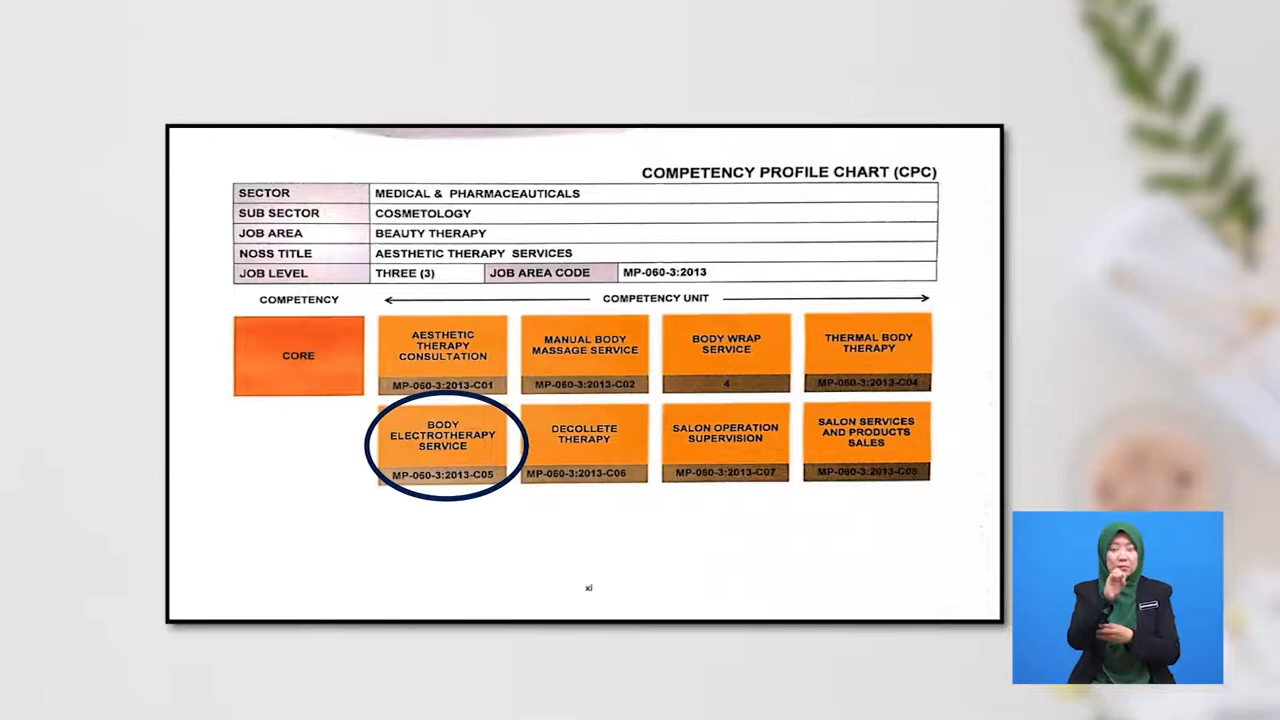 COMPETENCY PROFILE CHART (CPC)
SECTOR MEDICAL & PHARMACEUTICALS
SUB SECTOR COSMETOLOGY
JOB AREA BEAUTY THERAPY
NOSS TITLE AESTHETIC THERAPY SERVICES
JOB LEVEL THREE (3) JOB AREA CODE MP-060-3:2013
COMPETENCY COMPETENCY UNIT
CORE
AESTHETIC
THERAPY
CONSULTATION
MP-060-3:2013-C01
MANUAL BODY
MASSAGE SERVICE
MP-060-3:2013-C02
BODY WRAP
SERVICE
4
THERMAL BODY
THERAPY
MP-060-3:2013-C04
BODY
ELECTROTHERAPY
SERVICE
MP-060-3:2013-C05
DECOLLETE
THERAPY
MP-060-3:2013-C06
SALON OPERATION
SUPERVISION
MP-060-3:2013-C07
SALON SERVICES
AND PRODUCTS
SALES
MP-060-3:2013-C08
xi